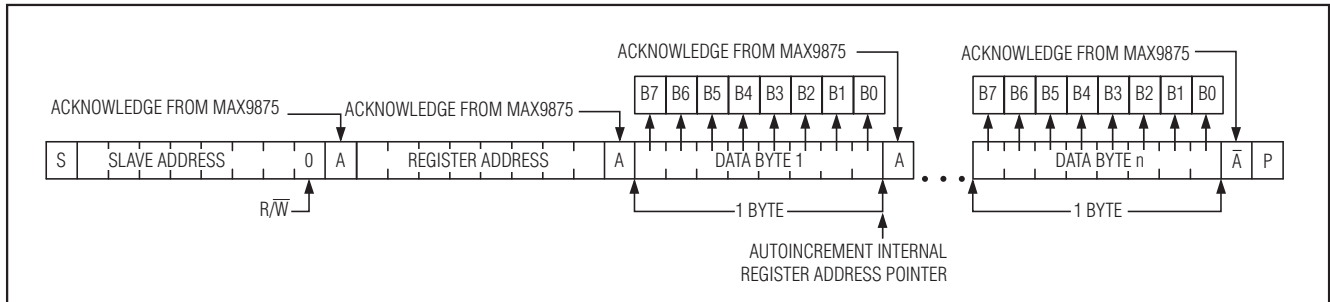 ACKNOWLEDGE FROM MAX9875 ACKNOWLEDGE FROM MAX9875
B7 B6 B5 B4 B3 B2 B1 B0 B7 B6 B5 B4 B3 B2 B1 B0
ACKNOWLEDGE FROM MAX9875 ACKNOWLEDGE FROM MAX9875
S SLAVE ADDRESS 0 A REGISTER ADDRESS A DATA BYTE 1 A • • • DATA BYTE n A̅ P
R/W̅ 1 BYTE 1 BYTE
AUTOINCREMENT INTERNAL
REGISTER ADDRESS POINTER